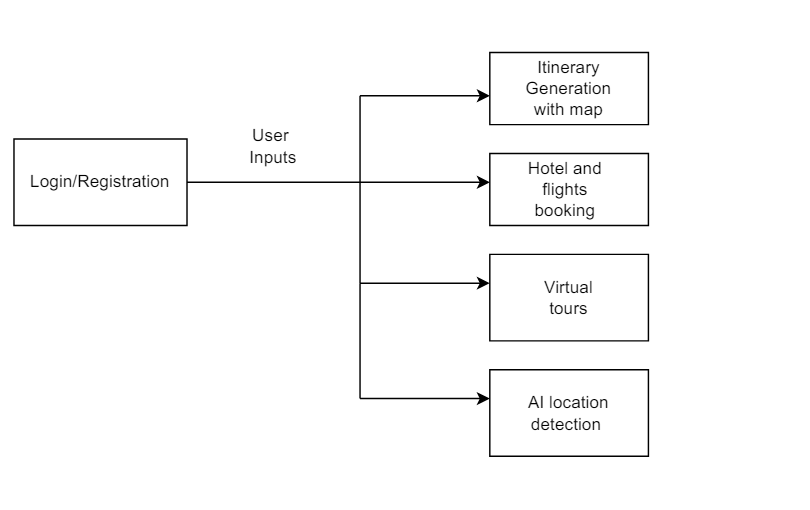 Itinerary
Generation
with map
User
Inputs
Login/Registration
Hotel and
flights
booking
Virtual
tours
AI location
detection